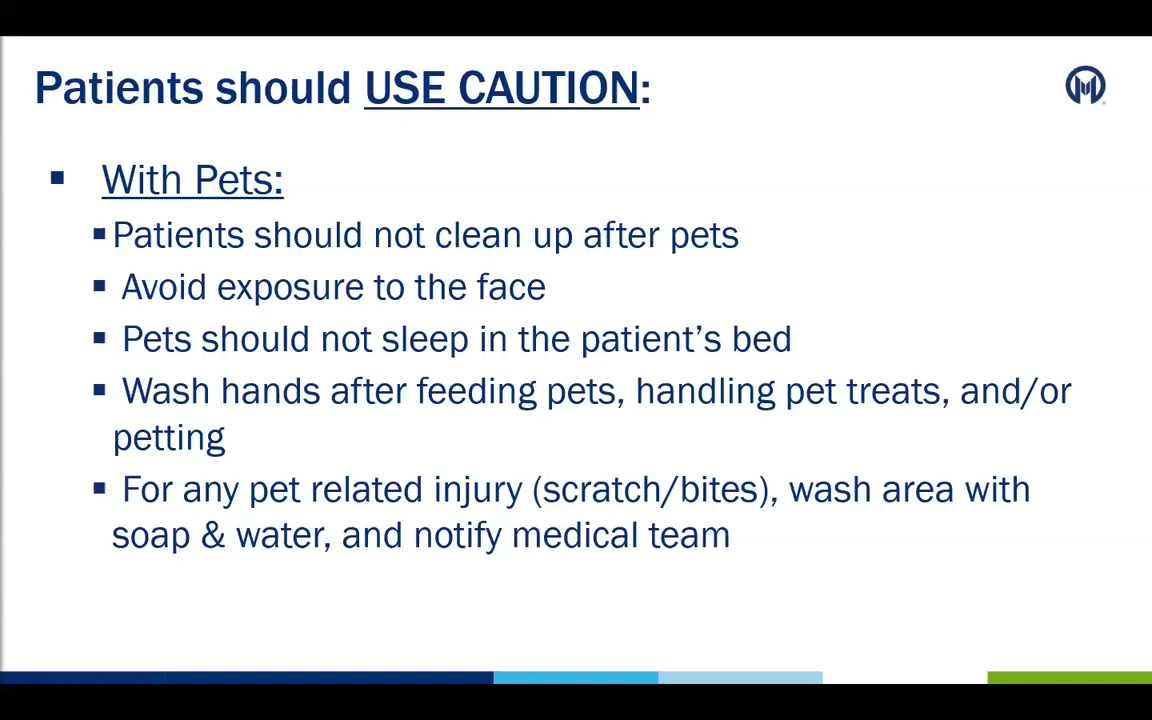 Patients should USE CAUTION:
▪ With Pets:
▪ Patients should not clean up after pets
▪ Avoid exposure to the face
▪ Pets should not sleep in the patient’s bed
▪ Wash hands after feeding pets, handling pet treats, and/or
petting
▪ For any pet related injury (scratch/bites), wash area with
soap & water, and notify medical team